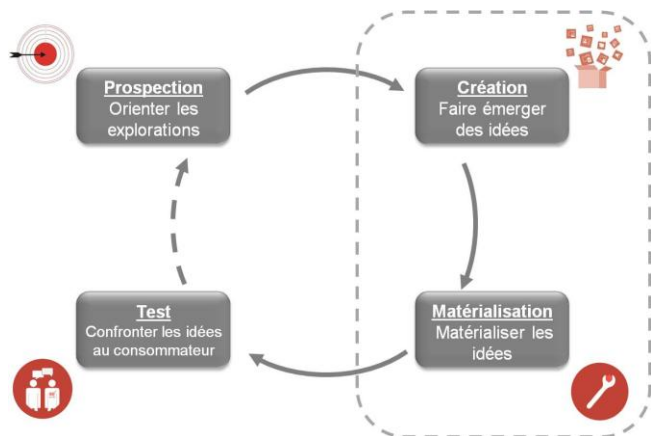 Prospection
Orienter les
explorations
Création
Faire émerger
des idées
Test
Confronter les idées
au consommateur
Matérialisation
Matérialiser les
idées